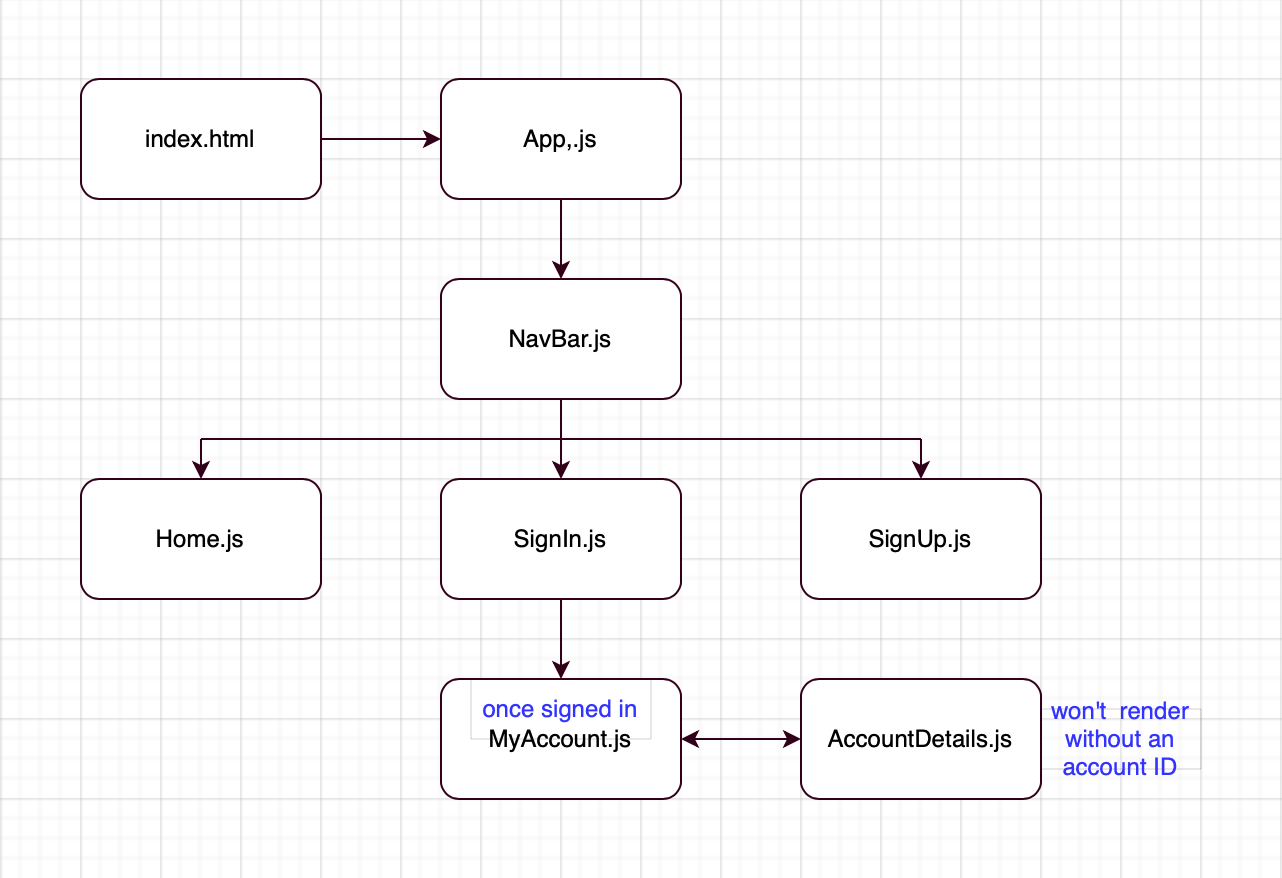 index.html
App,.js
NavBar.js
Home.js
SignIn.js
SignUp.js
once signed in
MyAccount.js
AccountDetails.js
won't  render
without an
account ID